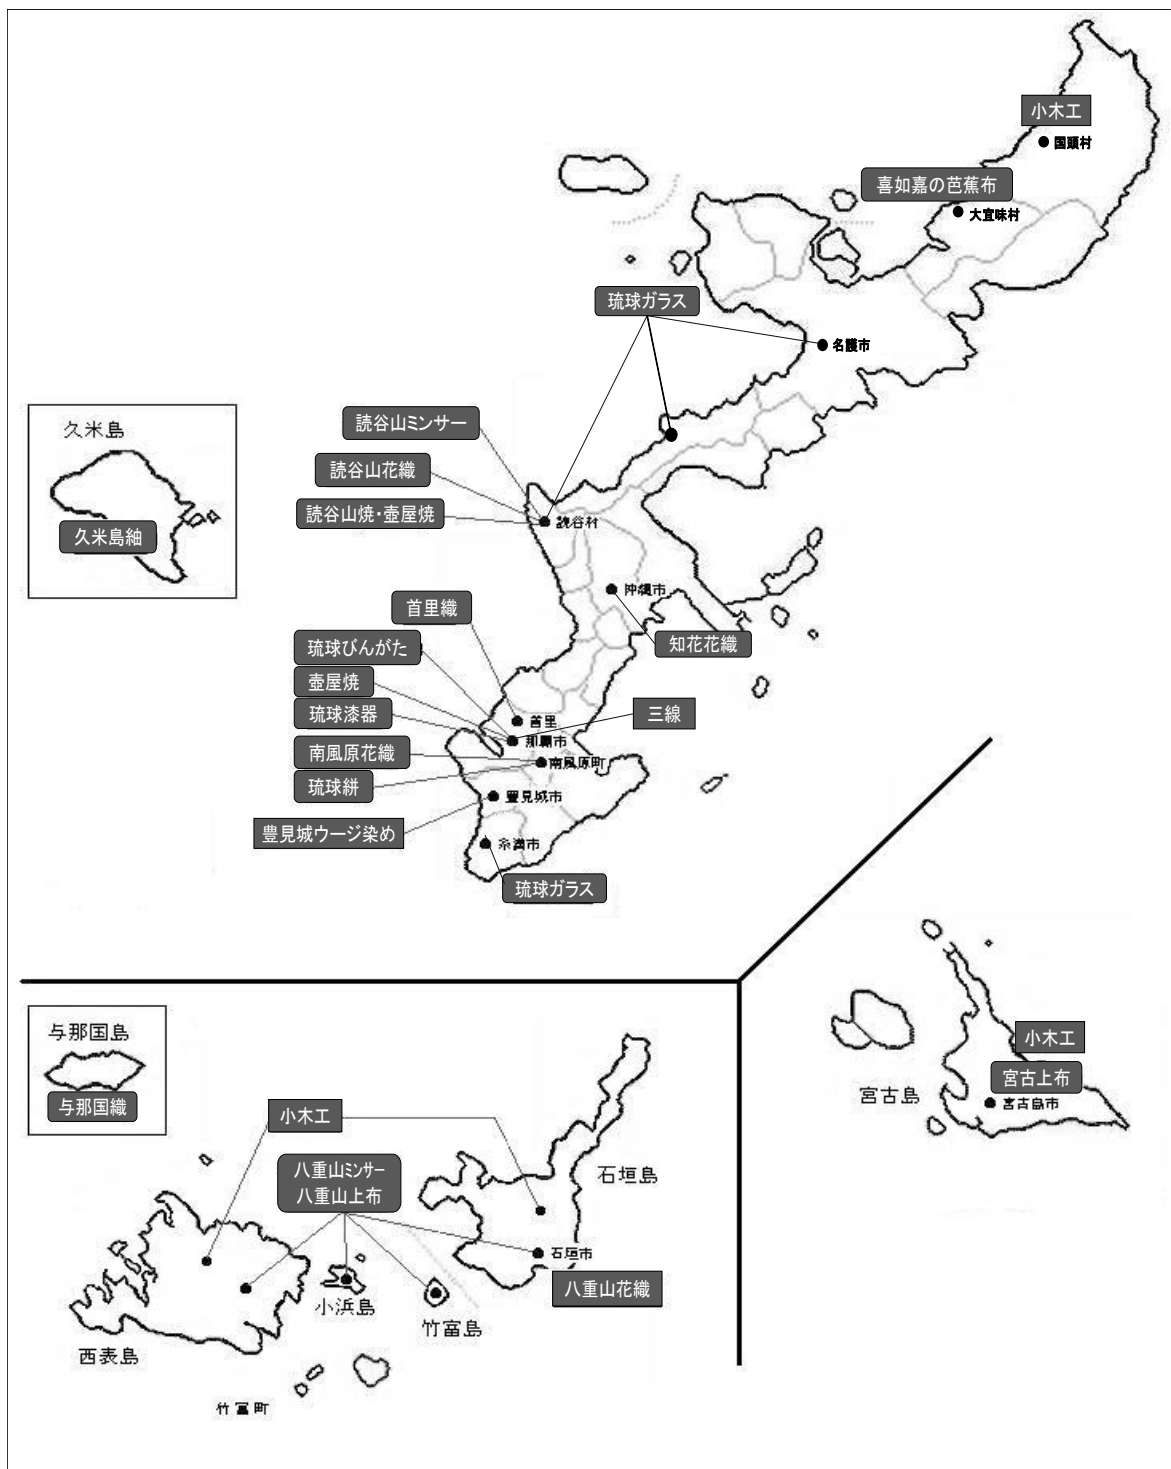 小木工
国頭村
喜如嘉の芭蕉布
大宜味村
琉球ガラス
名護市
久米島
久米島紬
読谷山ミンサー
読谷山花織
読谷山焼・壺屋焼
読谷村
沖縄市
首里織
知花花織
琉球びんがた
壺屋焼
琉球漆器
三線
首里
那覇市
南風原花織
南風原町
琉球絣
豊見城市
豊見城ウージ染め
糸満市
琉球ガラス
与那国島
与那国織
小木工
八重山ミンサー
八重山上布
石垣島
石垣市
八重山花織
小浜島
竹富島
西表島
竹冨町
小木工
宮古上布
宮古島
宮古島市